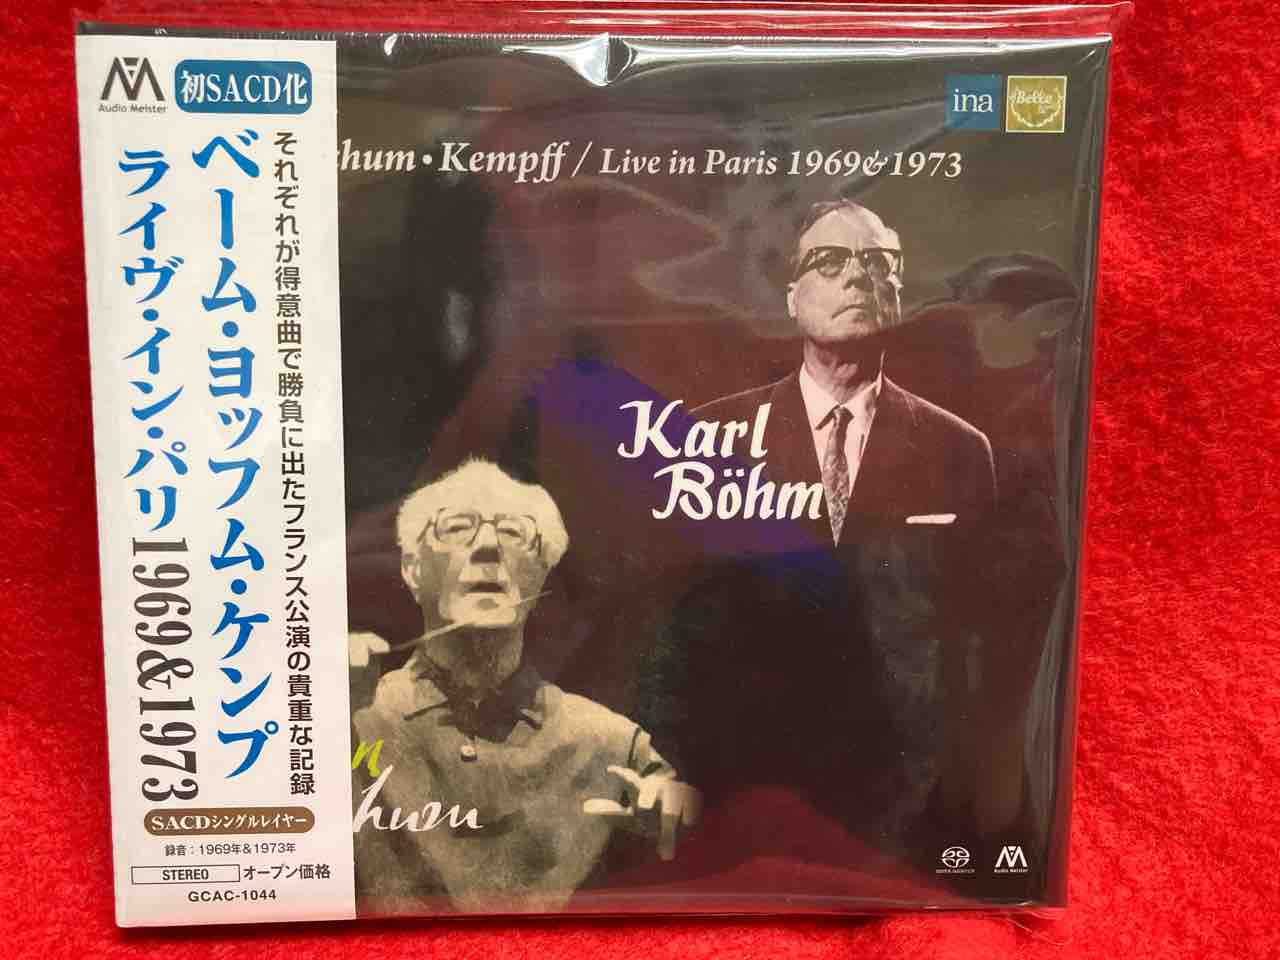 Audio Meister
初SACD化
それぞれが得意曲で勝負に出たフランス公演の貴重な記録
ベーム・ヨッフム・ケンプ
ライヴ・イン・パリ1969&1973
SACDシングルレイヤー
録音：1969年&1973年
STEREO オープン価格
GCAC-1044
ina
Belle
chum・Kempff / Live in Paris 1969&1973
Karl
Böhm
n
chum
Audio Meister